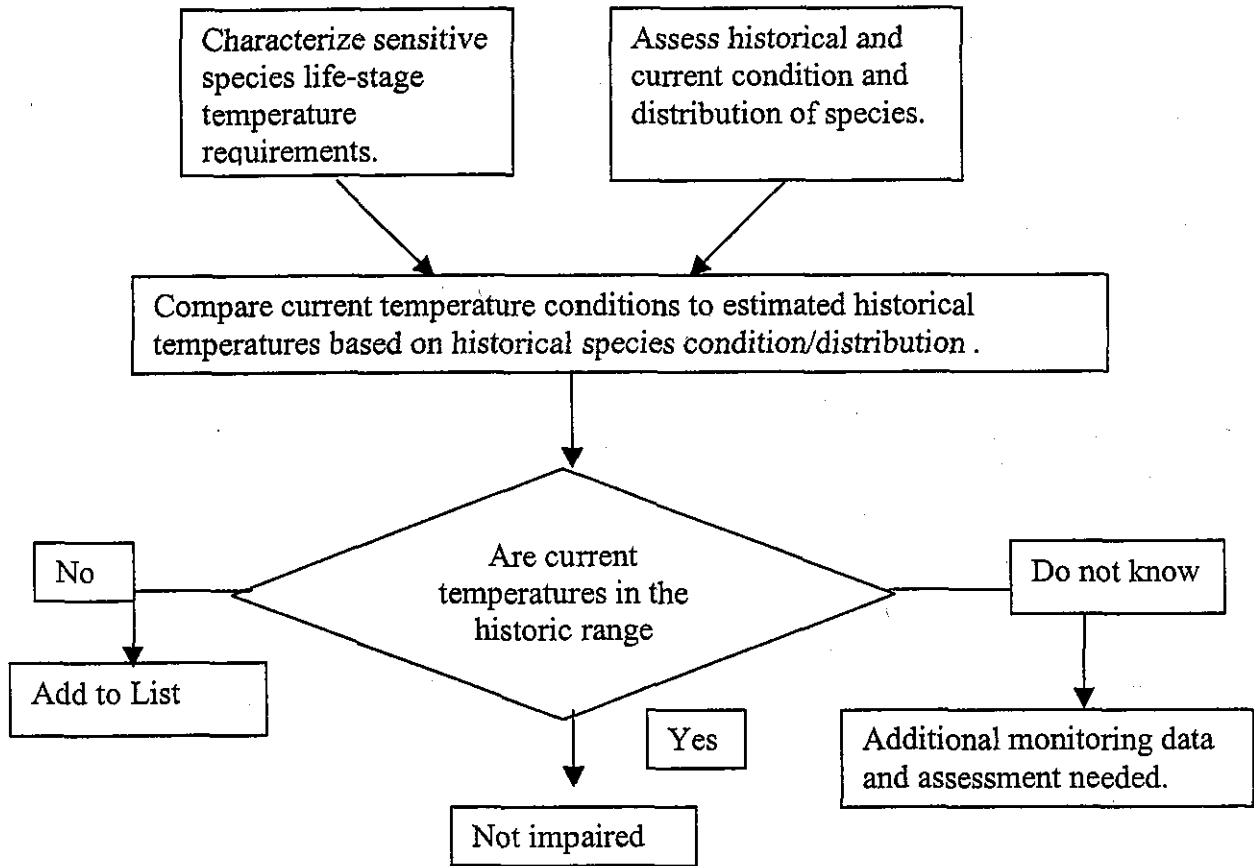 Characterize sensitive
species life-stage
temperature
requirements.
Assess historical and
current condition and
distribution of species.
Compare current temperature conditions to estimated historical
temperatures based on historical species condition/distribution .
Are current
temperatures in the
historic range
No
Do not know
Add to List
Yes
Additional monitoring data
and assessment needed.
Not impaired